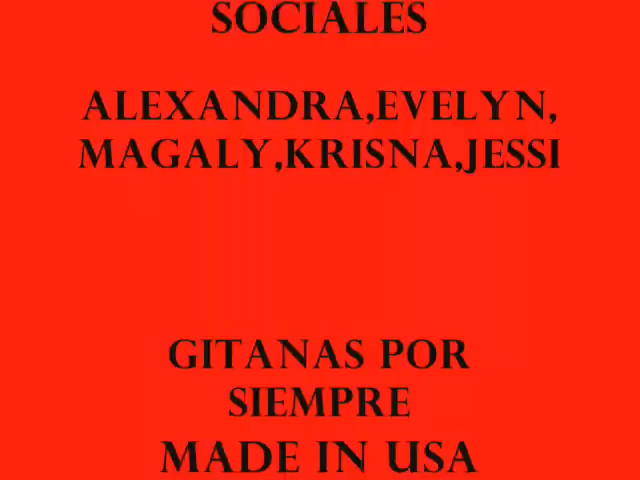 SOCIALES
ALEXANDRA,EVELYN,
MAGALY,KRISNA,JESSI
GITANAS POR
SIEMPRE
MADE IN USA